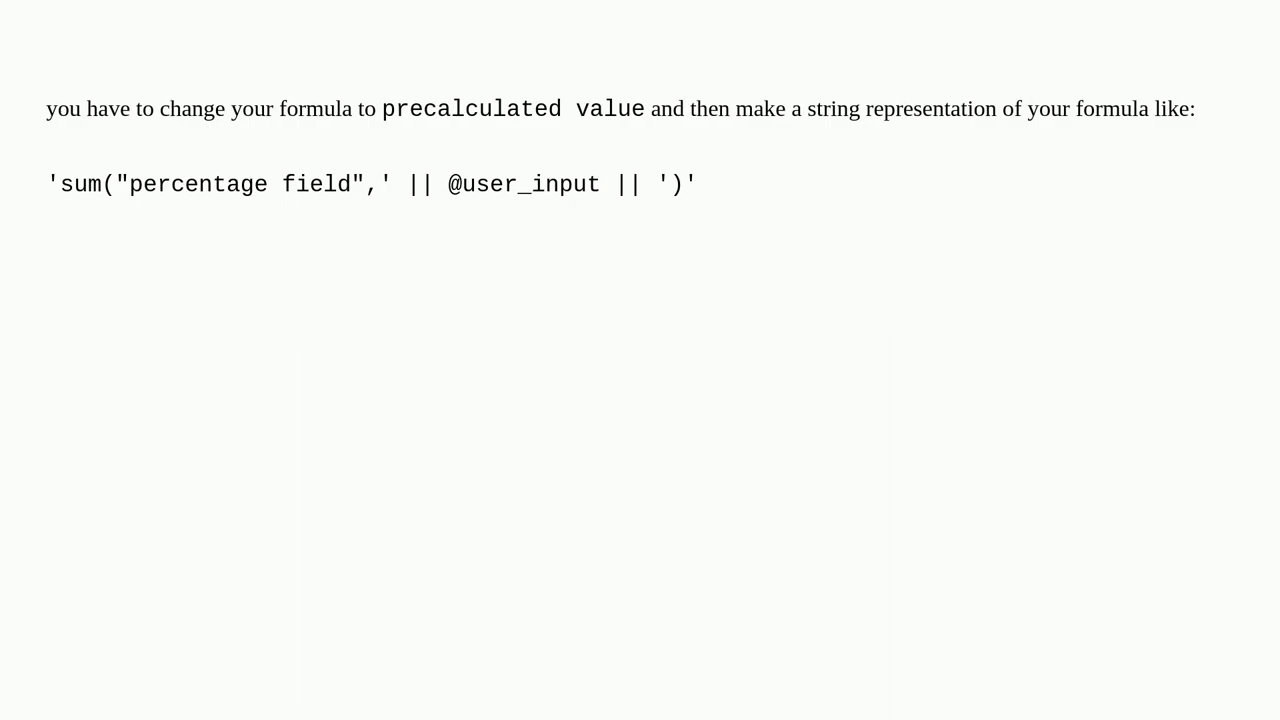 you have to change your formula to precalculated value and then make a string representation of your formula like:
'sum("percentage field",' || @user_input || ')'